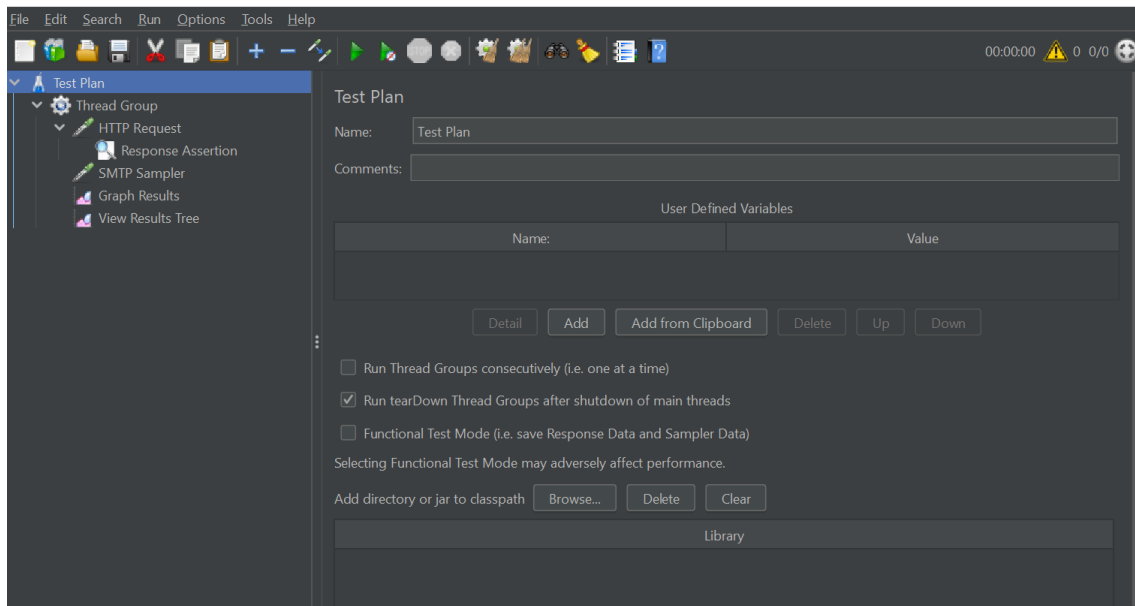 File Edit Search Run Options Tools Help
00:00:00 0 0/0
Test Plan
Thread Group
HTTP Request
Response Assertion
SMTP Sampler
Graph Results
View Results Tree
Test Plan
Name: Test Plan
Comments:
User Defined Variables
Name: Value
Detail Add Add from Clipboard Delete Up Down
Run Thread Groups consecutively (i.e. one at a time)
Run tearDown Thread Groups after shutdown of main threads
Functional Test Mode (i.e. save Response Data and Sampler Data)
Selecting Functional Test Mode may adversely affect performance.
Add directory or jar to classpath Browse... Delete Clear
Library